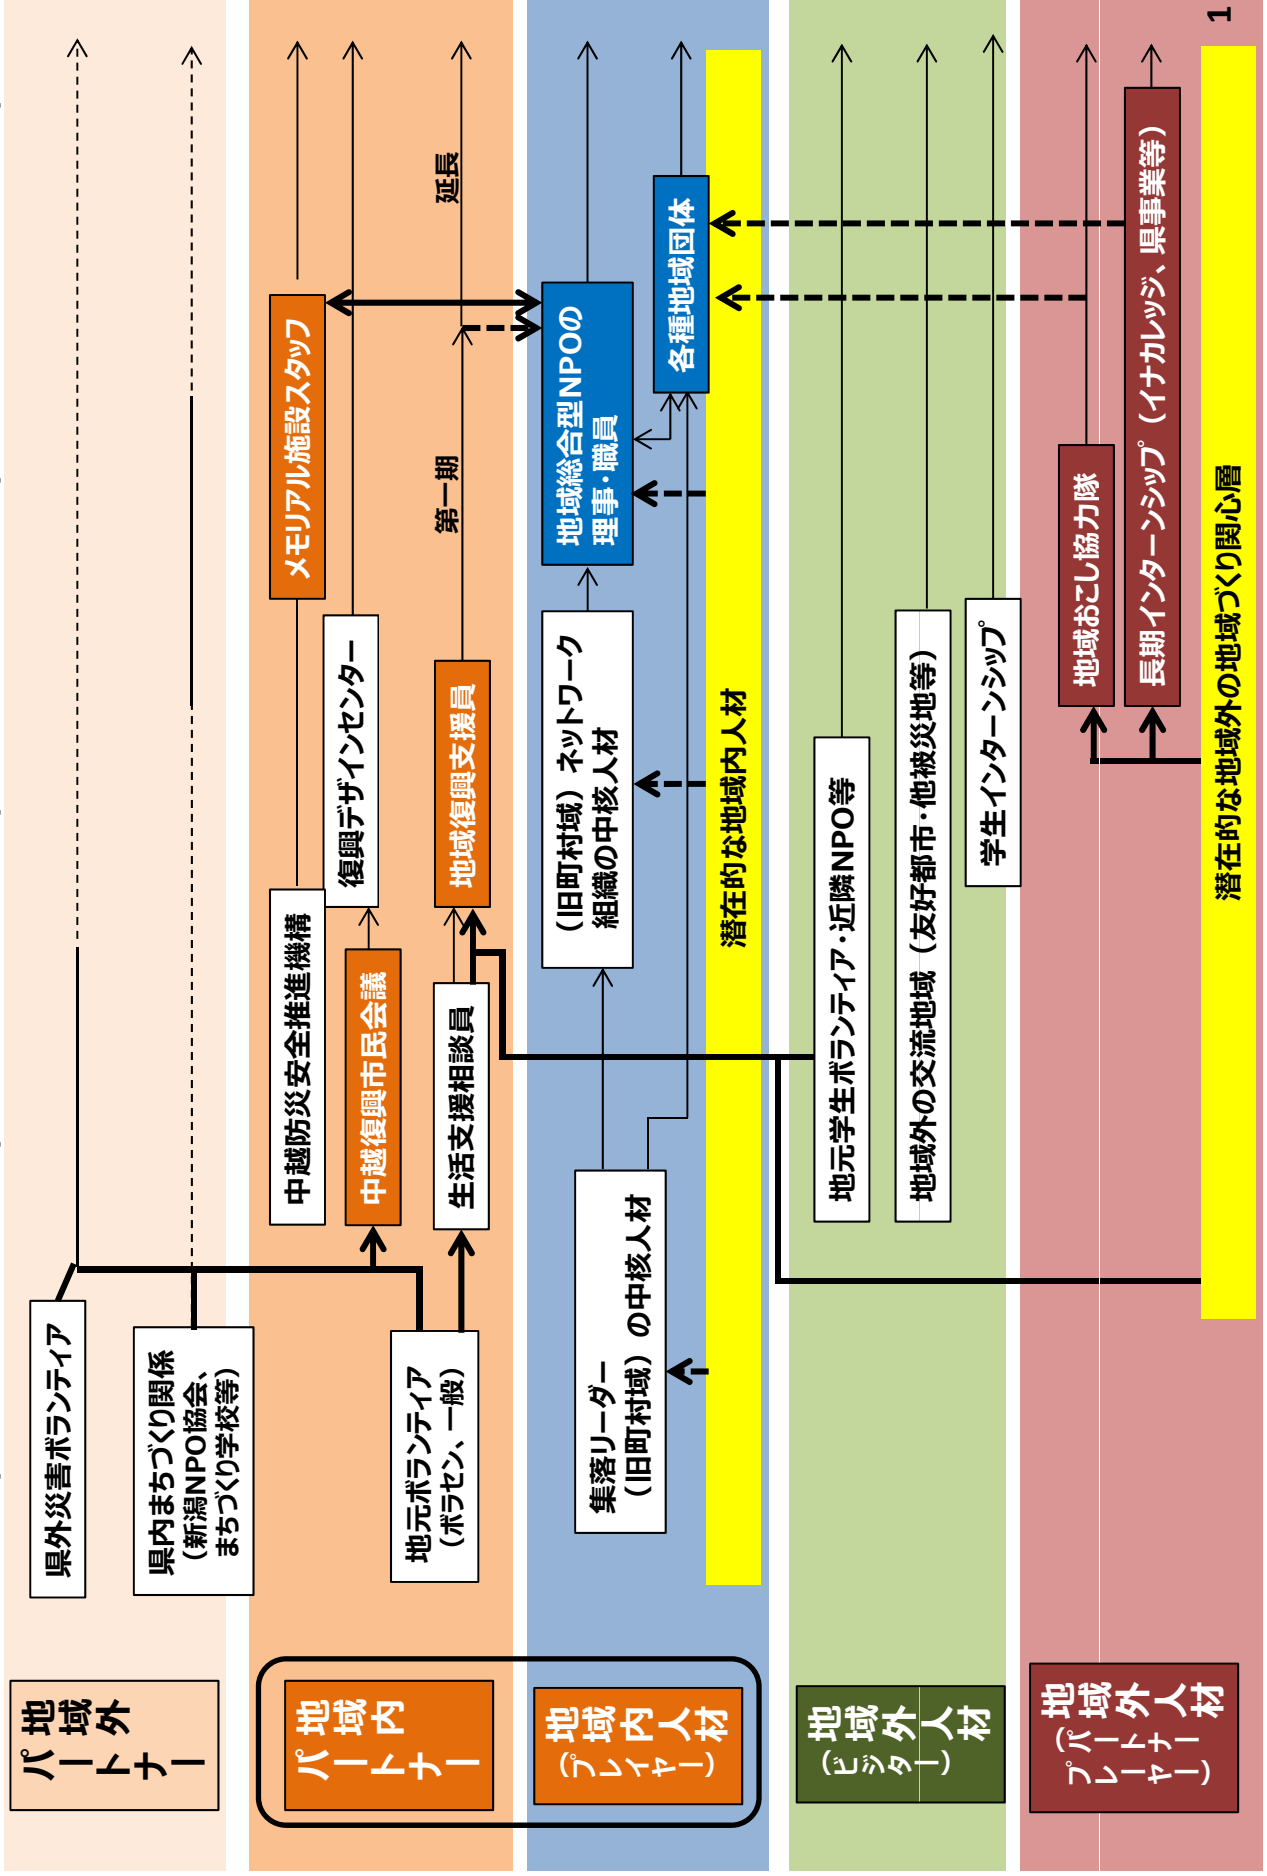 地域外
パートナー
県外災害ボランティア
県内まちづくり関係
（新潟NPO協会、
まちづくり学校等）
地域内
パートナー
地元ボランティア
（ボラセン、一般）
中越防災安全推進機構
中越復興市民会議
生活支援相談員
メモリアル施設スタッフ
復興デザインセンター
地域復興支援員
第一期
延長
地域内人材
（プレイヤー）
集落リーダー
（旧町村域）の中核人材
（旧町村域）ネットワーク
組織の中核人材
地域総合型NPOの
理事・職員
各種地域団体
潜在的な地域内人材
地域外人材
（ビジター）
地元学生ボランティア・近隣NPO等
地域外の交流地域（友好都市・他被災地等）
学生インターンシップ
地域外人材
（パートナー
プレーヤー）
地域おこし協力隊
長期インターンシップ（イナカレッジ、県事業等）
潜在的な地域外の地域づくり関心層
1